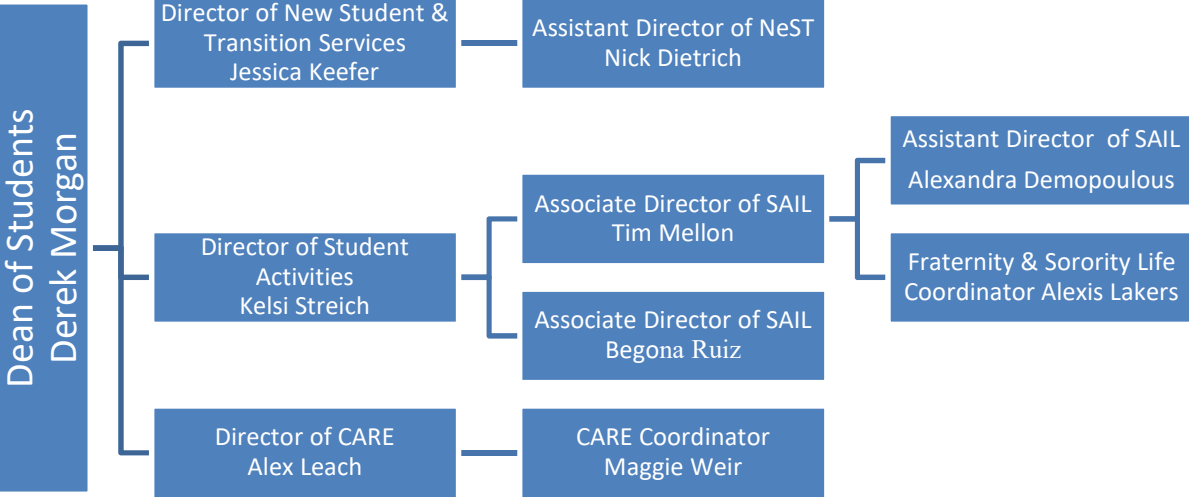 Dean of Students
Derek Morgan
Director of New Student &
Transition Services
Jessica Keefer
Assistant Director of NeST
Nick Dietrich
Director of Student
Activities
Kelsi Streich
Associate Director of SAIL
Tim Mellon
Assistant Director of SAIL
Alexandra Demopoulous
Fraternity & Sorority Life
Coordinator Alexis Lakers
Associate Director of SAIL
Begona Ruiz
Director of CARE
Alex Leach
CARE Coordinator
Maggie Weir